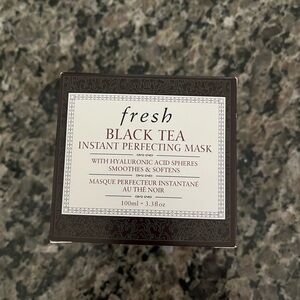 fresh
BLACK TEA
INSTANT PERFECTING MASK
WITH HYALURONIC ACID SPHERES
SMOOTHES & SOFTENS
MASQUE PERFECTEUR INSTANTANÉ
AU THÉ NOIR
100ml • 3.3fl oz